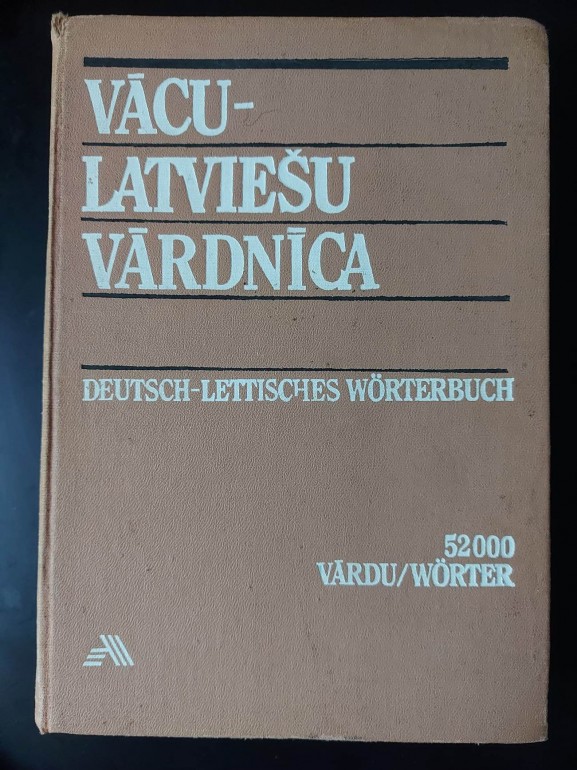 VĀCU-
LATVIEŠU
VĀRDNĪCA
DEUTSCH-LETTISCHES WÖRTERBUCH
52000
VĀRDU/WÖRTER